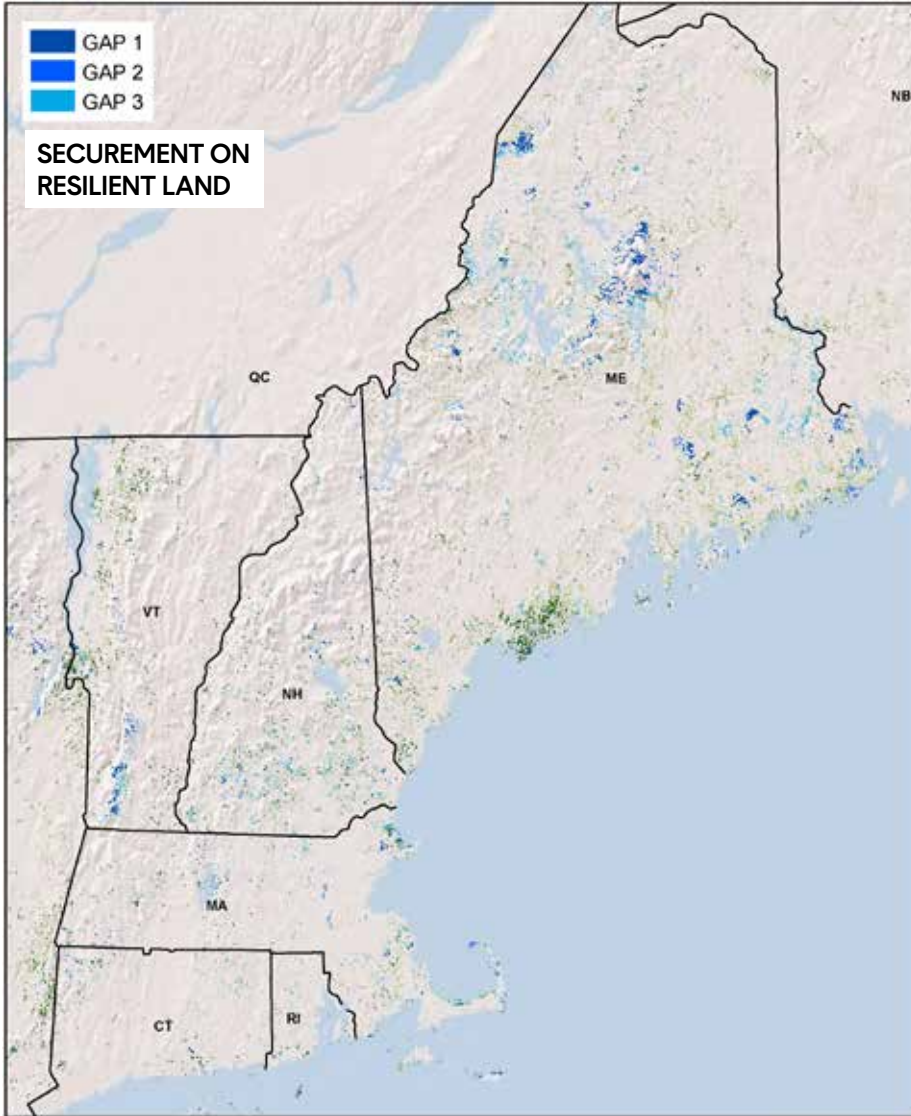 GAP 1
GAP 2
GAP 3
SECUREMENT ON
RESILIENT LAND
NB
QC
ME
VT
NH
MA
CT
RI